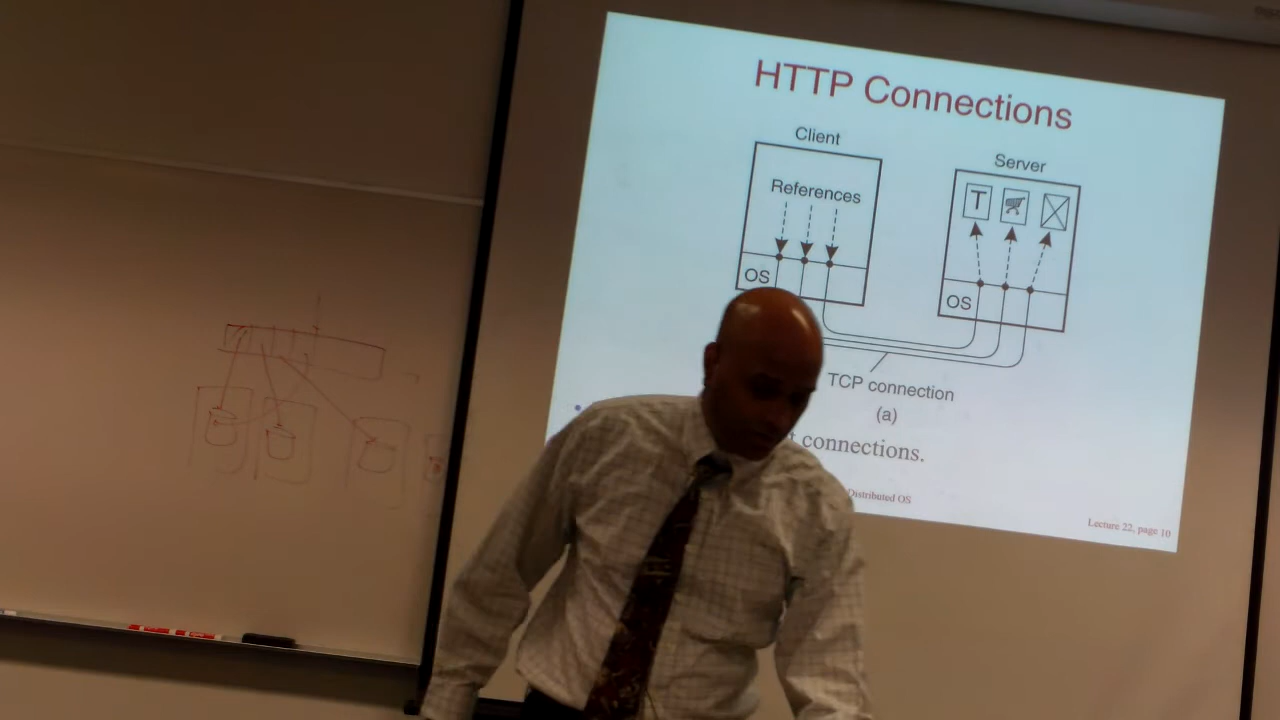 HTTP Connections
Client
Server
References
T
OS
OS
TCP connection
(a)
connections.
Distributed OS
Lecture 22, page 10